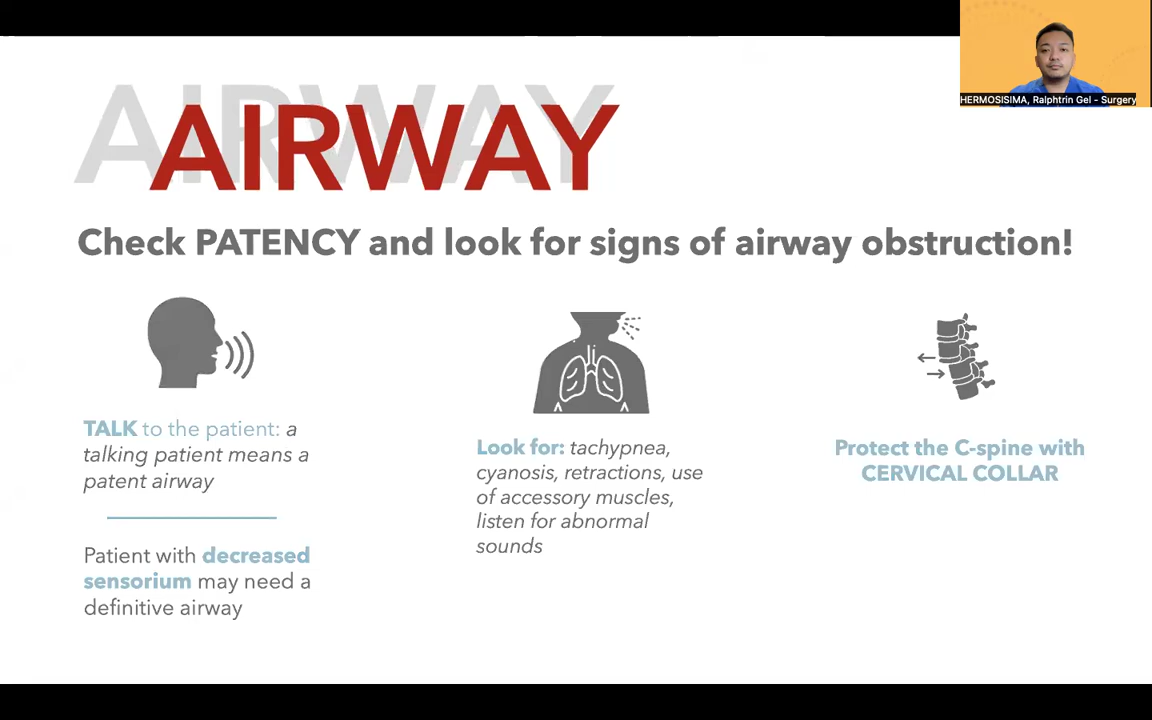 HERMOSISIMA, Ralphtrin Gel - Surgery
AIRWAY
AIRWAY
Check PATENCY and look for signs of airway obstruction!
TALK to the patient: a
talking patient means a
patent airway
Patient with decreased
sensorium may need a
definitive airway
Look for: tachypnea,
cyanosis, retractions, use
of accessory muscles,
listen for abnormal
sounds
Protect the C-spine with
CERVICAL COLLAR